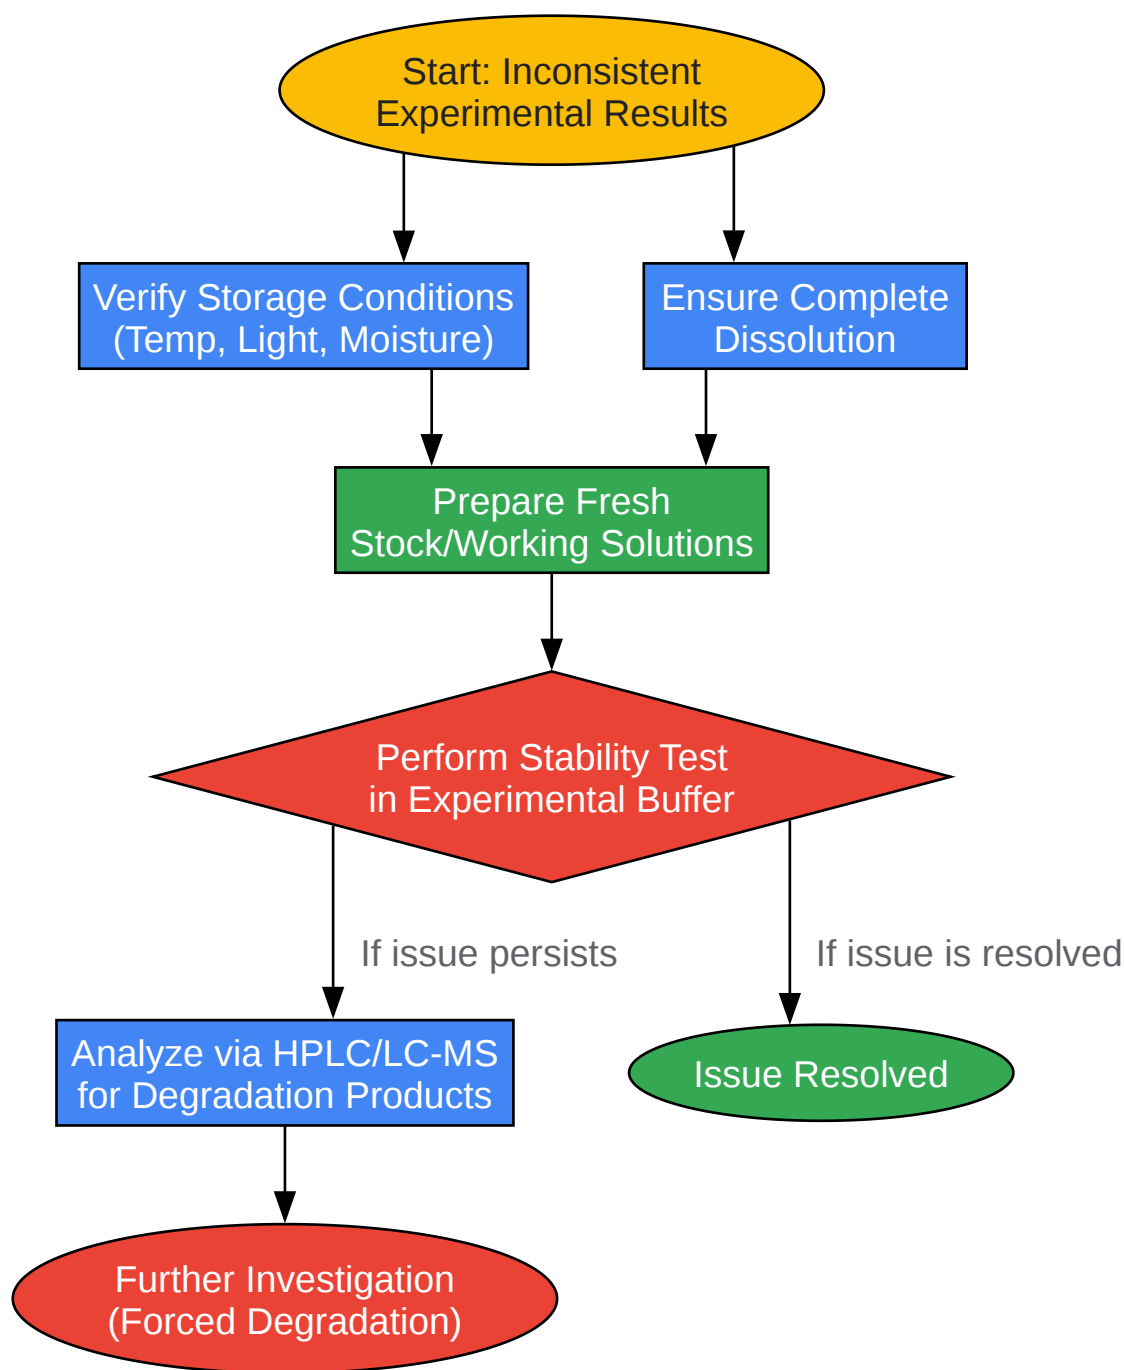 Start: Inconsistent
Experimental Results
Verify Storage Conditions
(Temp, Light, Moisture)
Ensure Complete
Dissolution
Prepare Fresh
Stock/Working Solutions
Perform Stability Test
in Experimental Buffer
If issue persists
If issue is resolved
Analyze via HPLC/LC-MS
for Degradation Products
Issue Resolved
Further Investigation
(Forced Degradation)